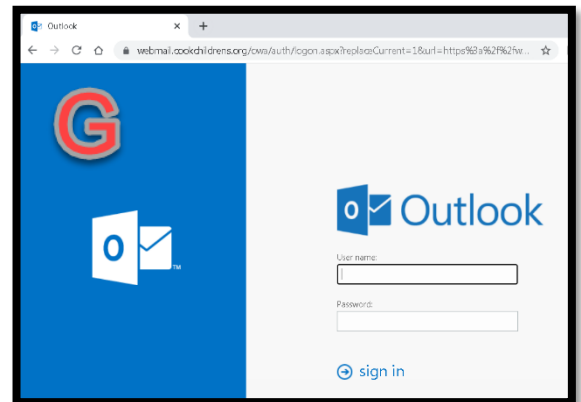 Outlook
webmail.cookchildrens.org/owa/auth/logon.aspx?replaceCurrent=1&url=https%3a%2f%2fw...
G
O
TM
O Outlook
User name:
Password:
sign in